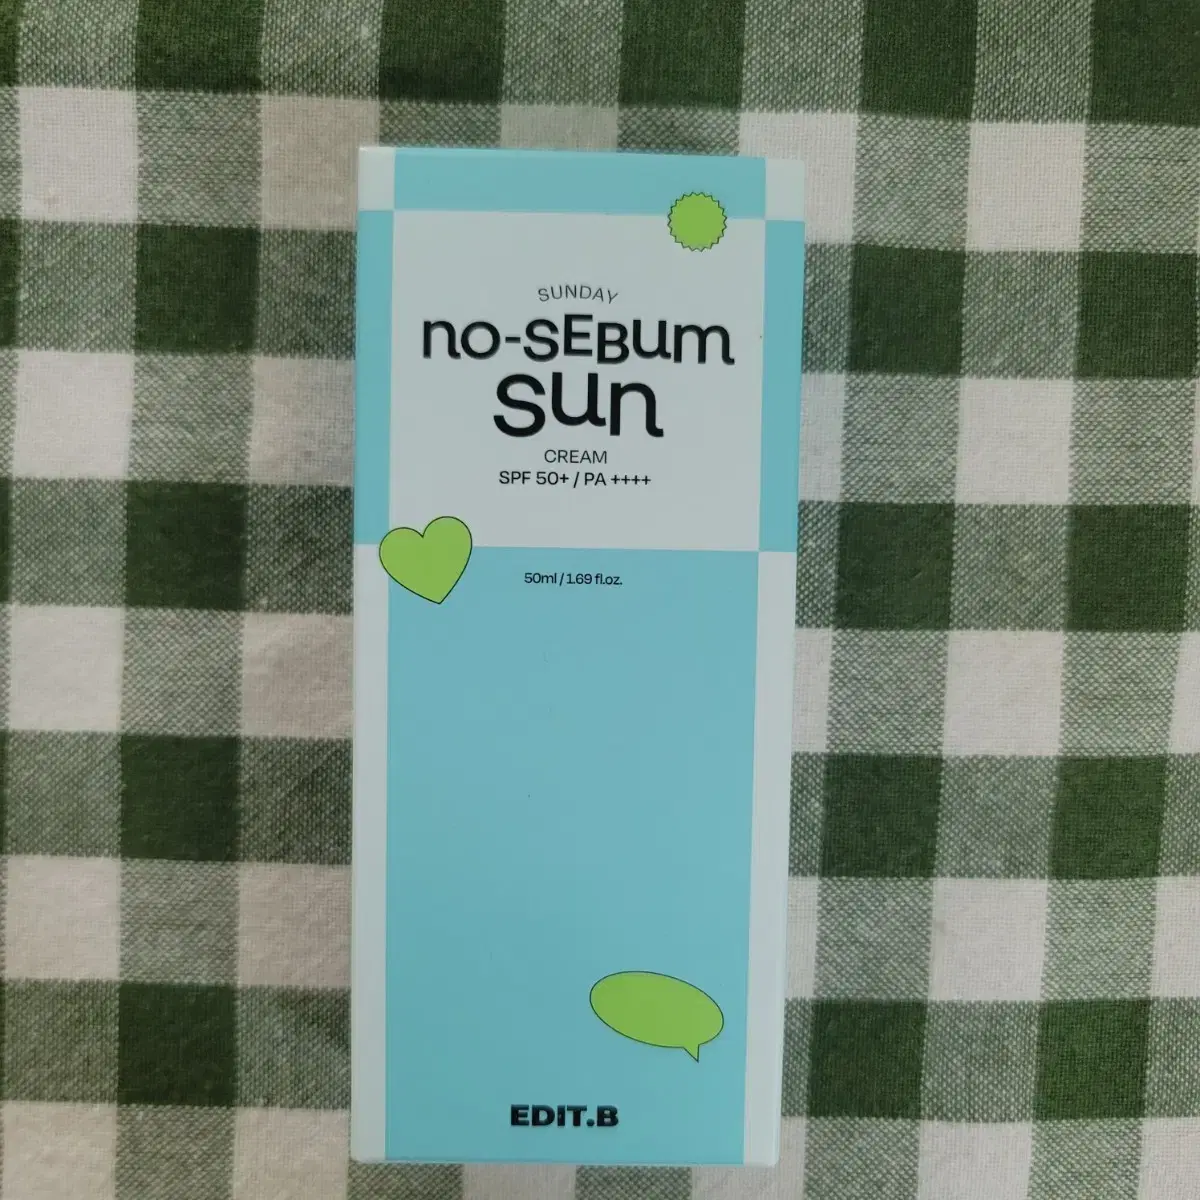 SUNDAY
no-SEBum
Sun
CREAM
SPF 50+ / PA ++++
50ml / 1.69 fl.oz.
EDIT.B